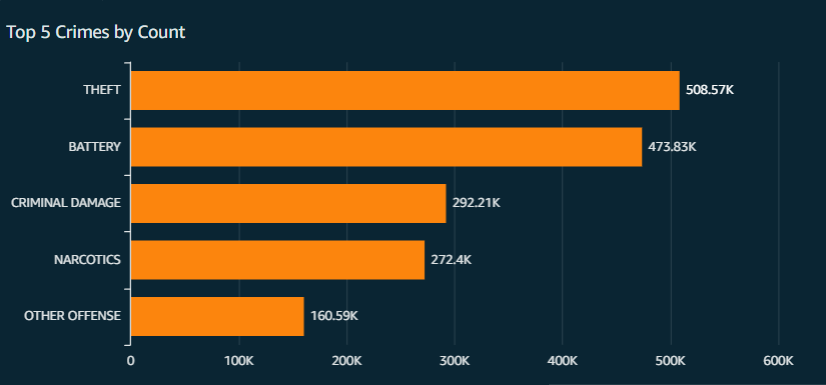 Top 5 Crimes by Count
THEFT 508.57K
BATTERY 473.83K
CRIMINAL DAMAGE 292.21K
NARCOTICS 272.4K
OTHER OFFENSE 160.59K
0 100K 200K 300K 400K 500K 600K